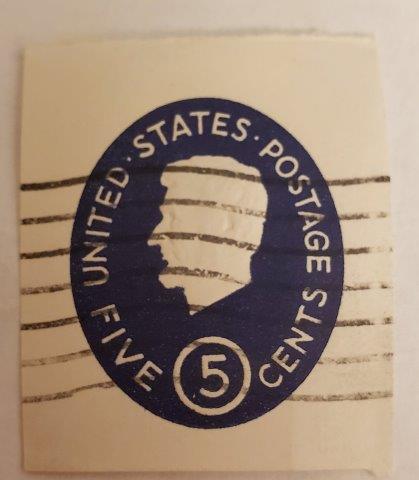 UNITED · STATES · POSTAGE
FIVE 5 CENTS